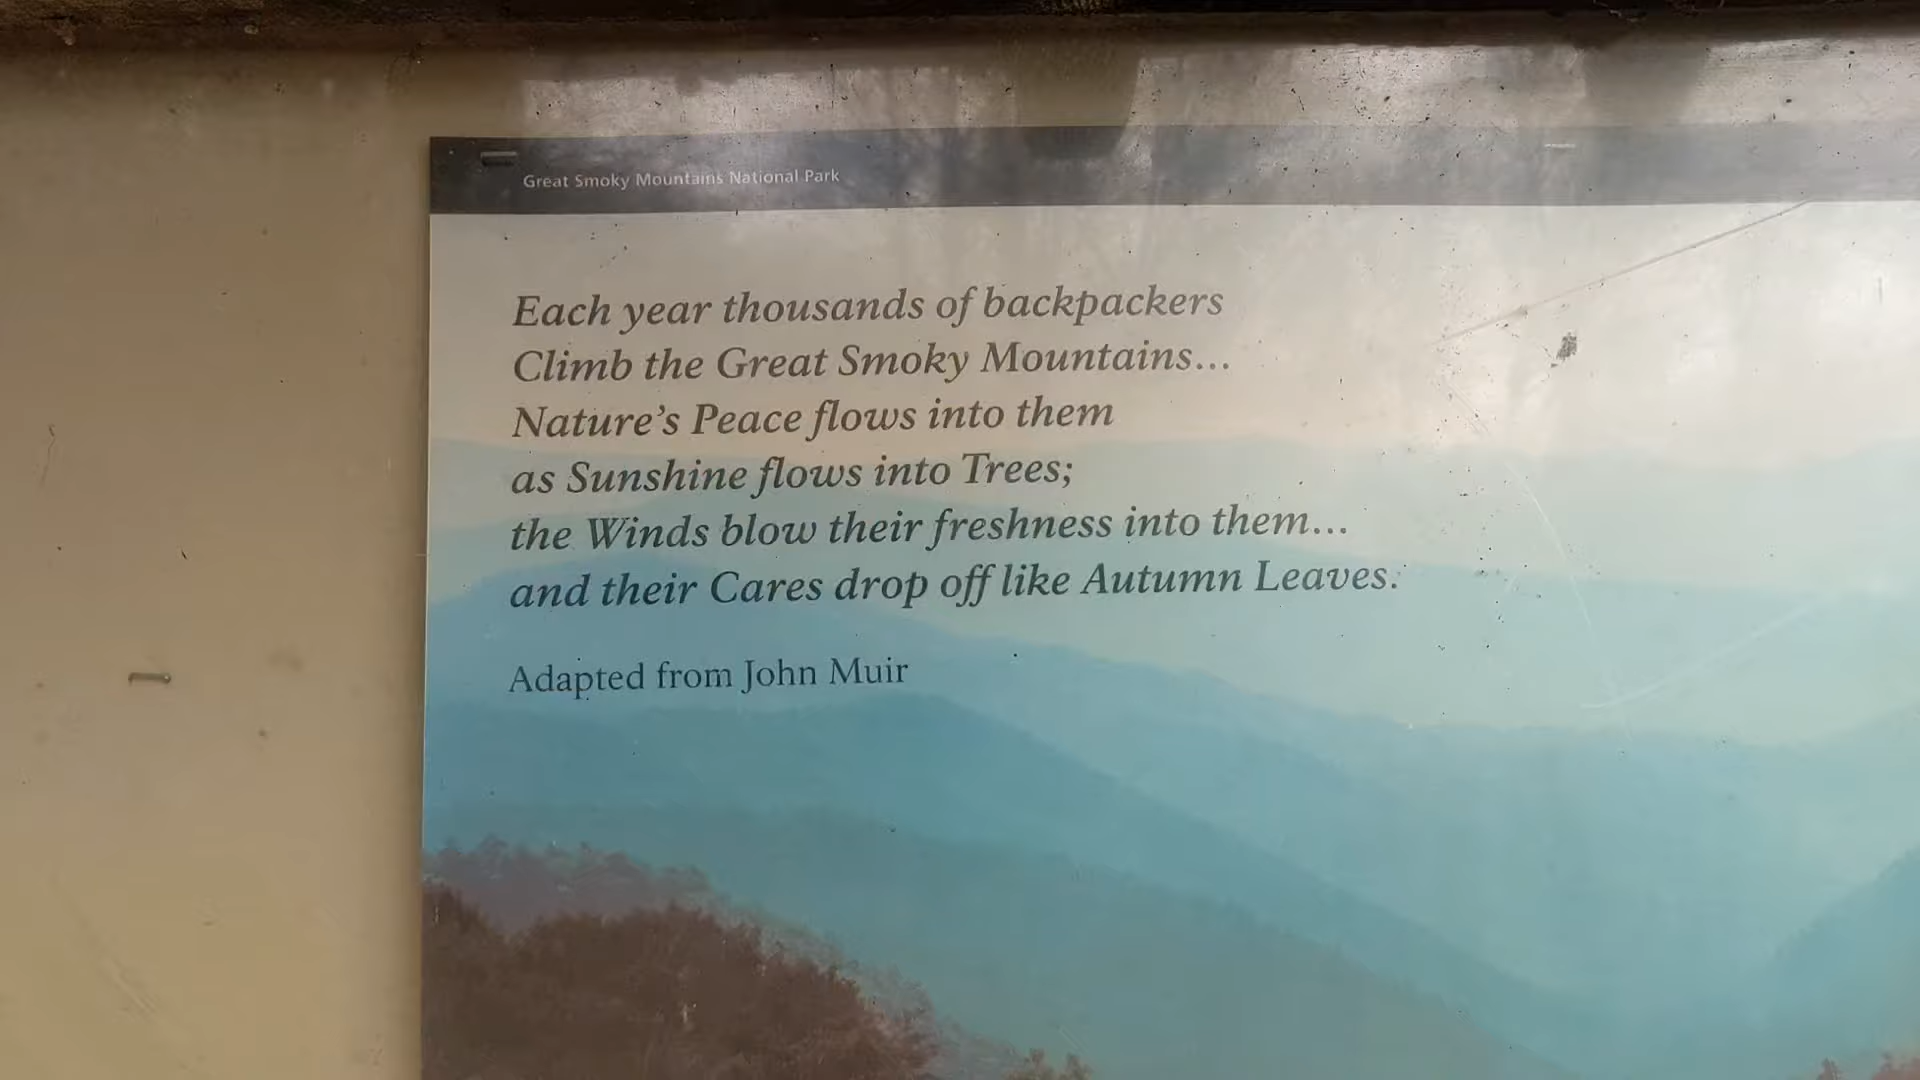 Great Smoky Mountains National Park
Each year thousands of backpackers
Climb the Great Smoky Mountains...
Nature's Peace flows into them
as Sunshine flows into Trees;
the Winds blow their freshness into them...
and their Cares drop off like Autumn Leaves.
Adapted from John Muir